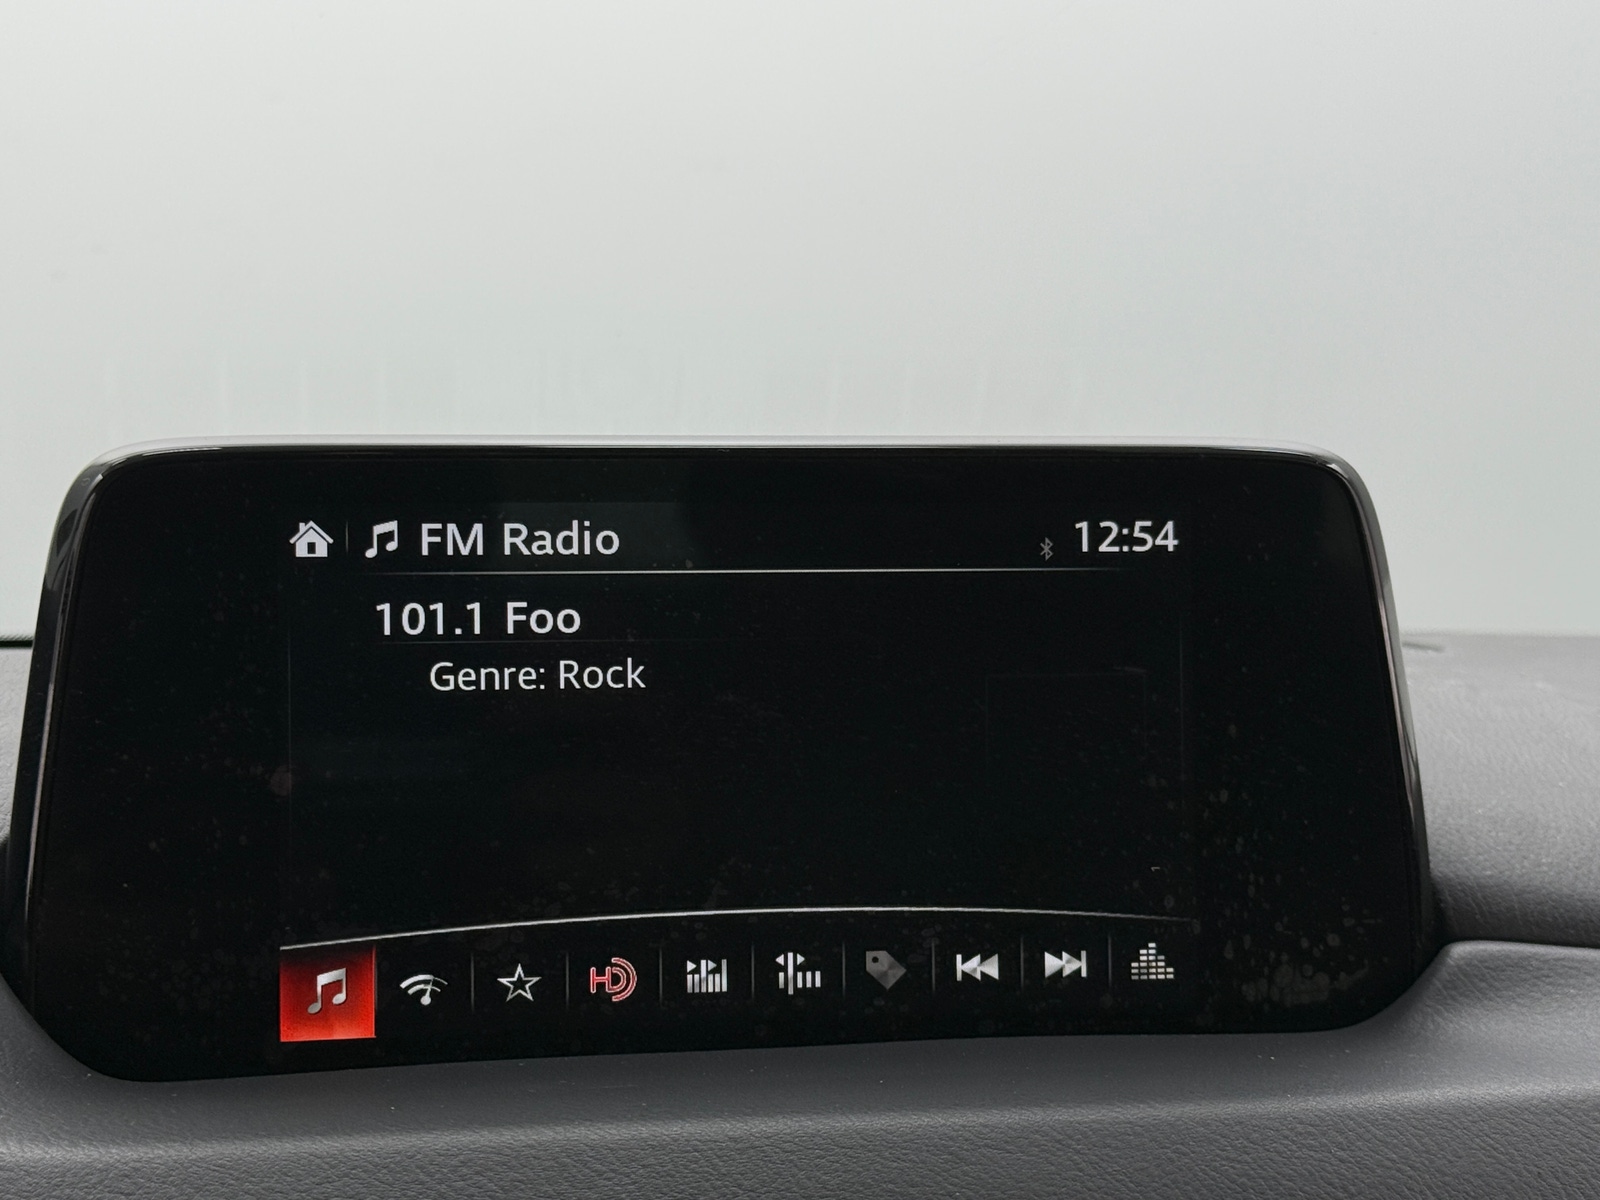 FM Radio 12:54
101.1 Foo
Genre: Rock
HD